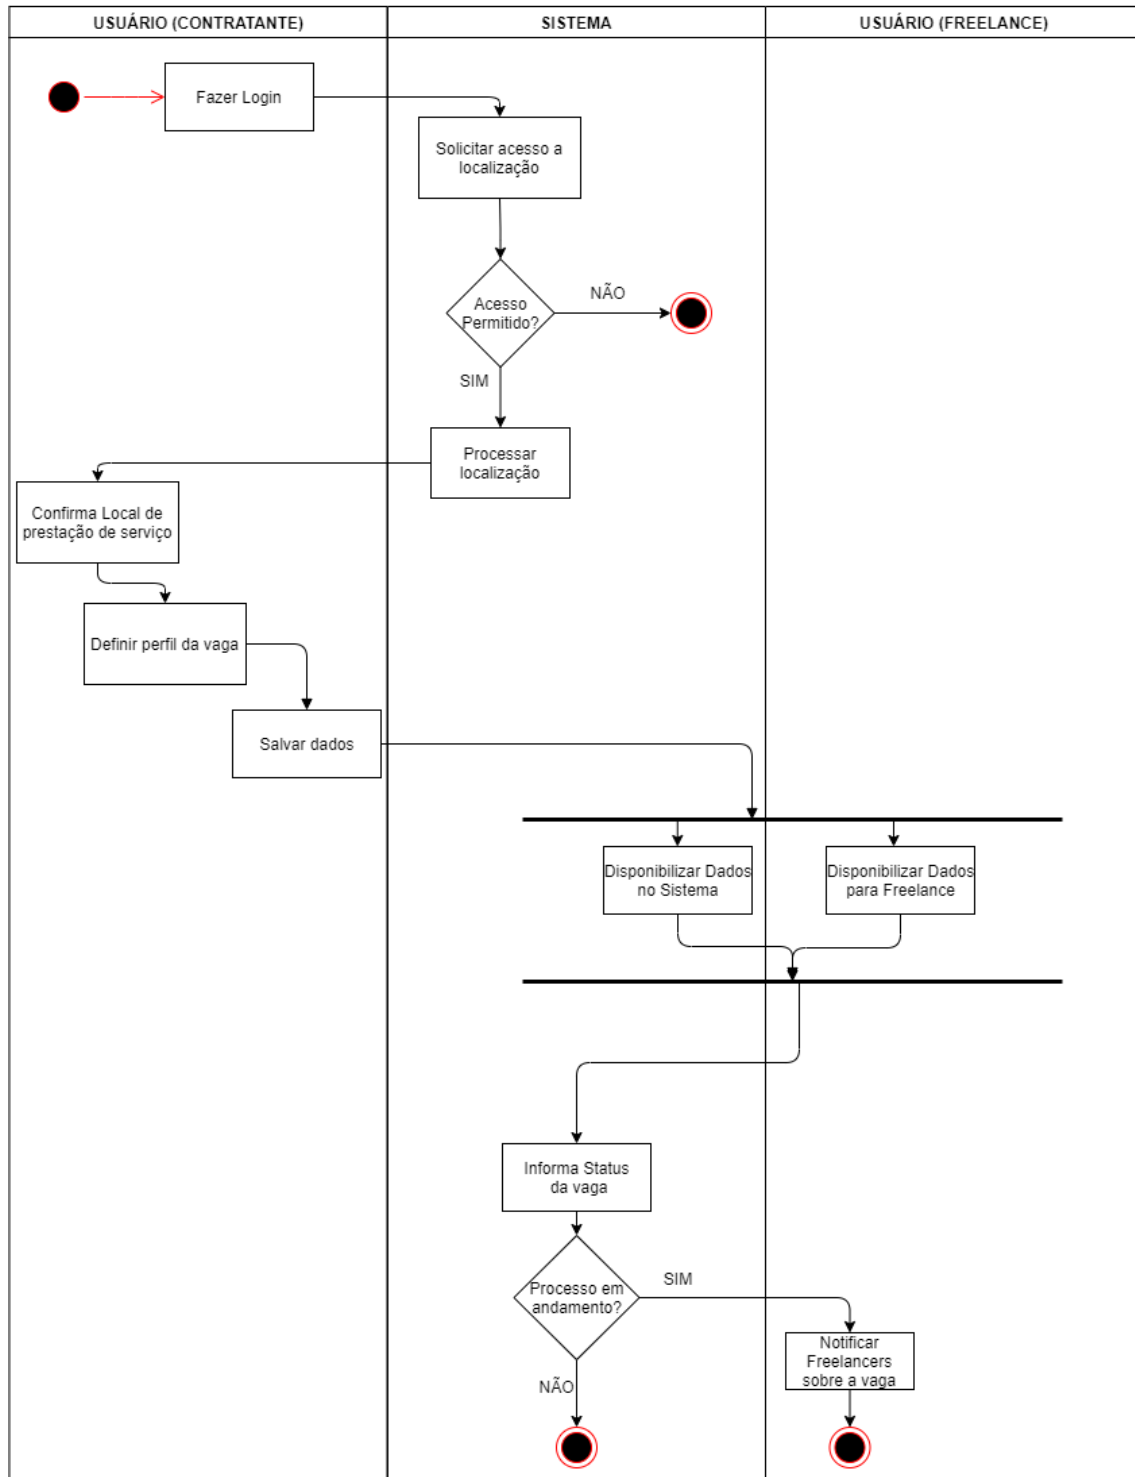 USUÁRIO (CONTRATANTE)
SISTEMA
USUÁRIO (FREELANCE)
Fazer Login
Solicitar acesso a
localização
Acesso
Permitido?
NÃO
SIM
Processar
localização
Confirma Local de
prestação de serviço
Definir perfil da vaga
Salvar dados
Disponibilizar Dados
no Sistema
Disponibilizar Dados
para Freelance
Informa Status
da vaga
Processo em
andamento?
SIM
NÃO
Notificar
Freelancers
sobre a vaga